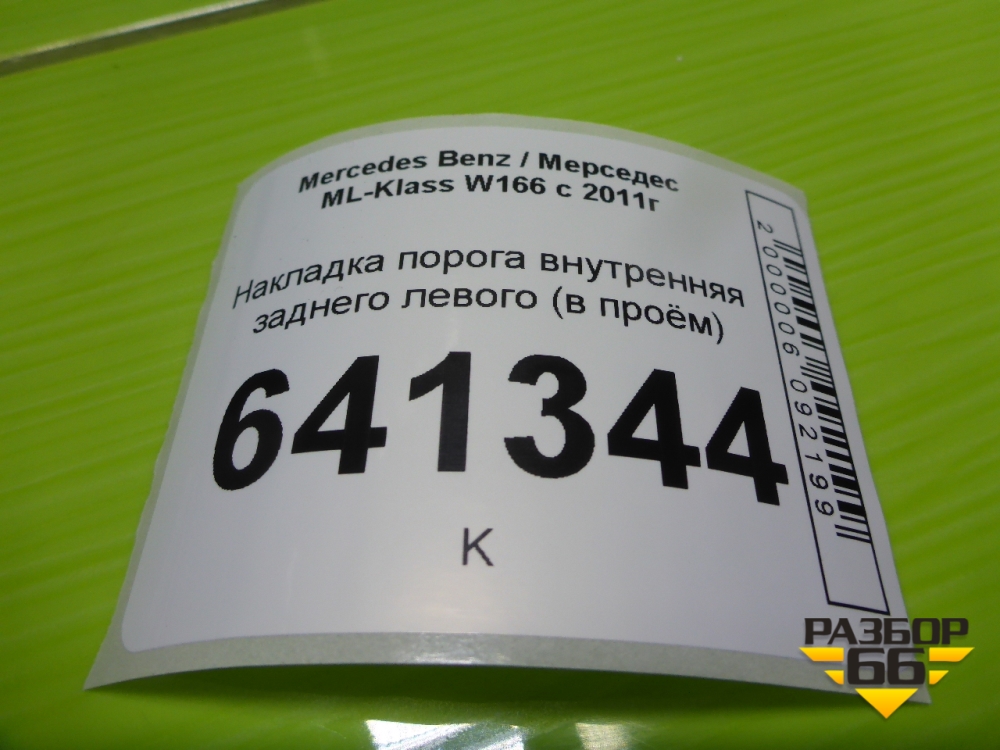 Mercedes Benz / Мерседес
ML-Klass W166 с 2011г
Накладка порога внутренняя
заднего левого (в проём)
641344
К
2000006092199
РАЗБОР
66